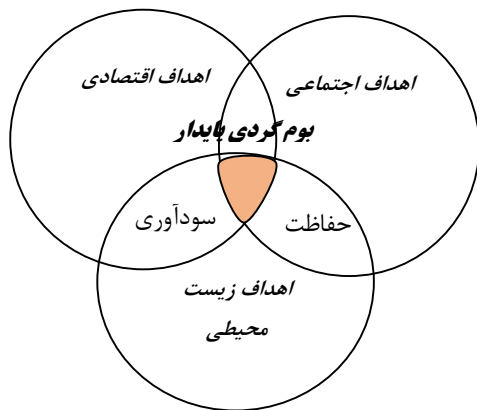 اهداف اجتماعی
اهداف اقتصادی
بوم گردی پایدار
حفاظت
سودآوری
اهداف زیست
محیطی